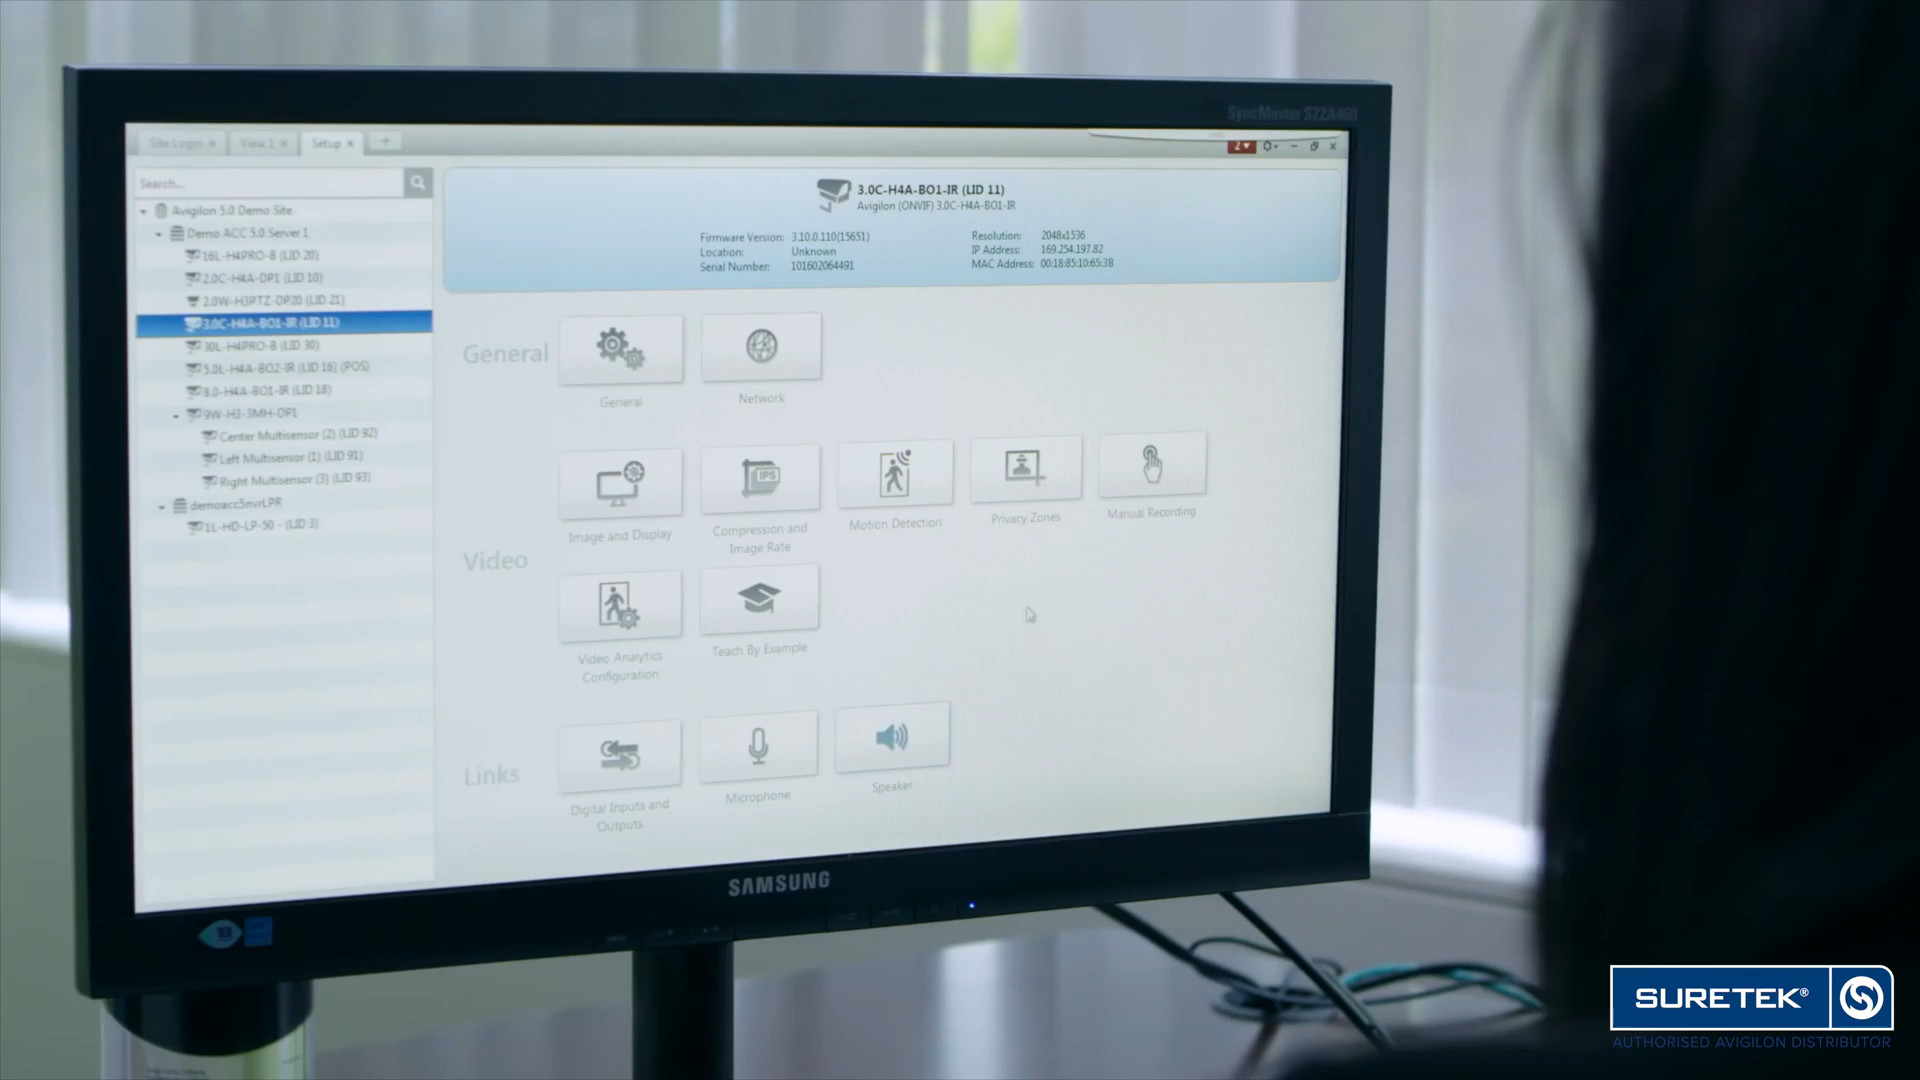 SyncMaster S22A460
Site Login × View 1 × Setup × +
2
Search...
Avigilon 5.0 Demo Site
Demo ACC 5.0 Server 1
16L-H4PRO-B (LID 20)
2.0C-H4A-DP1 (LID 10)
2.0W-H3PTZ-DP20 (LID 21)
3.0C-H4A-BO1-IR (LID 11)
30L-H4PRO-B (LID 30)
5.0L-H4A-BO2-IR (LID 16) (POS)
8.0-H4A-BO1-IR (LID 18)
9W-H3-3MH-DP1
Center Multisensor (2) (LID 92)
Left Multisensor (1) (LID 91)
Right Multisensor (3) (LID 93)
demoacc5nvrLPR
1L-HD-LP-50 - (LID 3)
3.0C-H4A-BO1-IR (LID 11)
Avigilon (ONVIF) 3.0C-H4A-BO1-IR
Firmware Version: 3.10.0.110(15651)
Location: Unknown
Serial Number: 101602064491
Resolution: 2048x1536
IP Address: 169.254.197.82
MAC Address: 00:18:85:10:65:3B
General
General
Network
Video
Image and Display
IPS
Compression and
Image Rate
Motion Detection
Privacy Zones
Manual Recording
Video Analytics
Configuration
Teach By Example
Links
Digital Inputs and
Outputs
Microphone
Speaker
SAMSUNG
SURETEK®
AUTHORISED AVIGILON DISTRIBUTOR